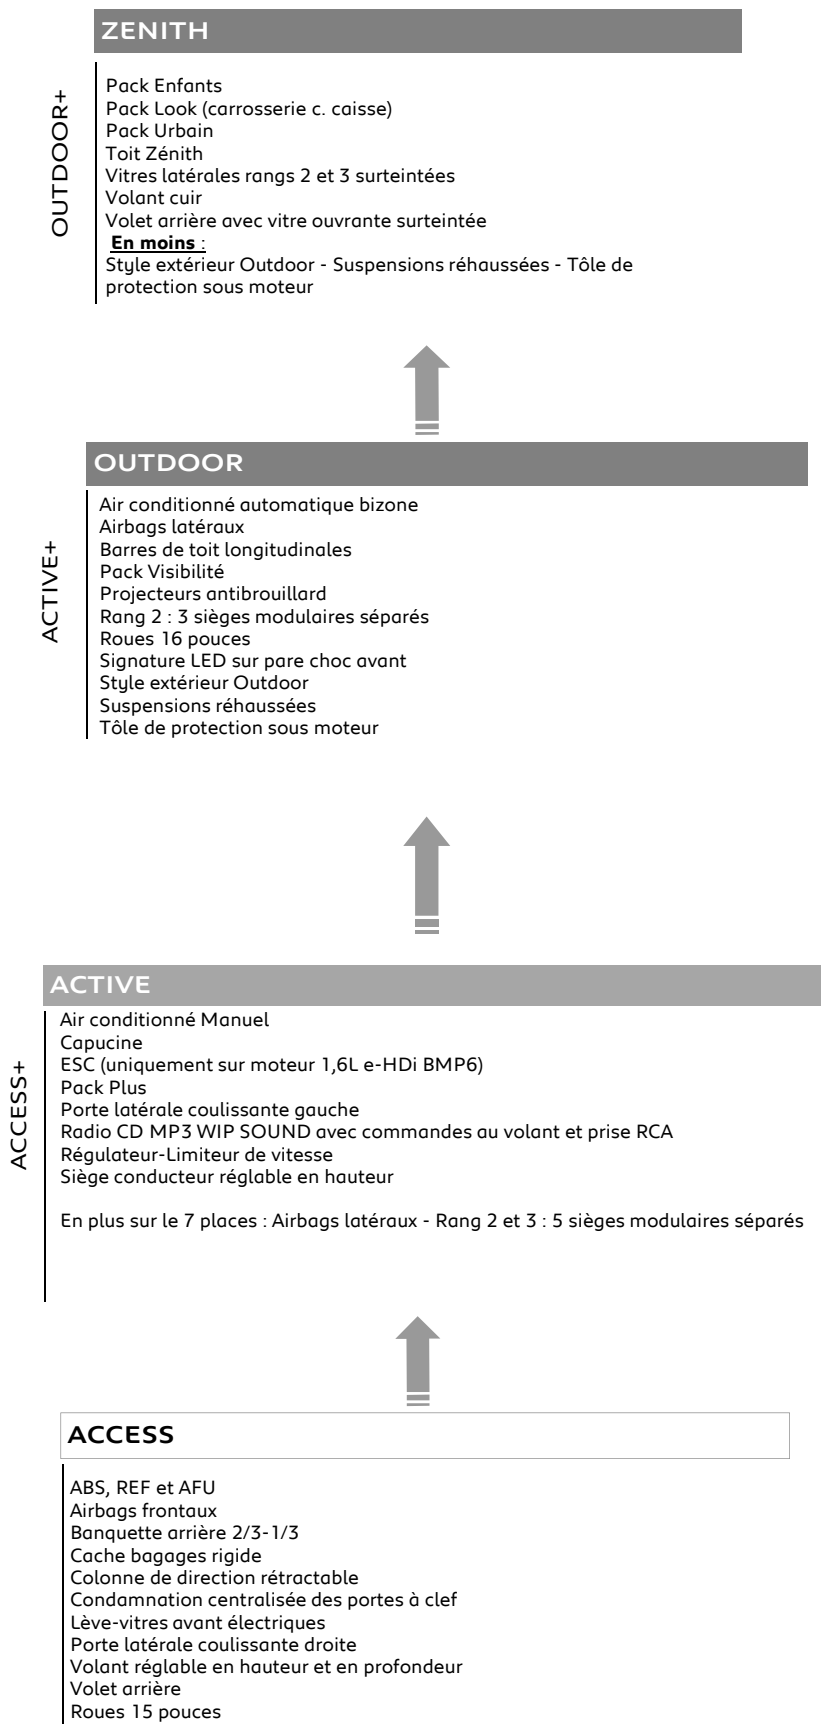 ZENITH
OUTDOOR+
Pack Enfants
Pack Look (carrosserie c. caisse)
Pack Urbain
Toit Zénith
Vitres latérales rangs 2 et 3 surteintées
Volant cuir
Volet arrière avec vitre ouvrante surteintée
En moins :
Style extérieur Outdoor - Suspensions réhaussées - Tôle de
protection sous moteur
OUTDOOR
ACTIVE+
Air conditionné automatique bizone
Airbags latéraux
Barres de toit longitudinales
Pack Visibilité
Projecteurs antibrouillard
Rang 2 : 3 sièges modulaires séparés
Roues 16 pouces
Signature LED sur pare choc avant
Style extérieur Outdoor
Suspensions réhaussées
Tôle de protection sous moteur
ACTIVE
ACCESS+
Air conditionné Manuel
Capucine
ESC (uniquement sur moteur 1,6L e-HDi BMP6)
Pack Plus
Porte latérale coulissante gauche
Radio CD MP3 WIP SOUND avec commandes au volant et prise RCA
Régulateur-Limiteur de vitesse
Siège conducteur réglable en hauteur
En plus sur le 7 places : Airbags latéraux - Rang 2 et 3 : 5 sièges modulaires séparés
ACCESS
ABS, REF et AFU
Airbags frontaux
Banquette arrière 2/3-1/3
Cache bagages rigide
Colonne de direction rétractable
Condamnation centralisée des portes à clef
Lève-vitres avant électriques
Porte latérale coulissante droite
Volant réglable en hauteur et en profondeur
Volet arrière
Roues 15 pouces